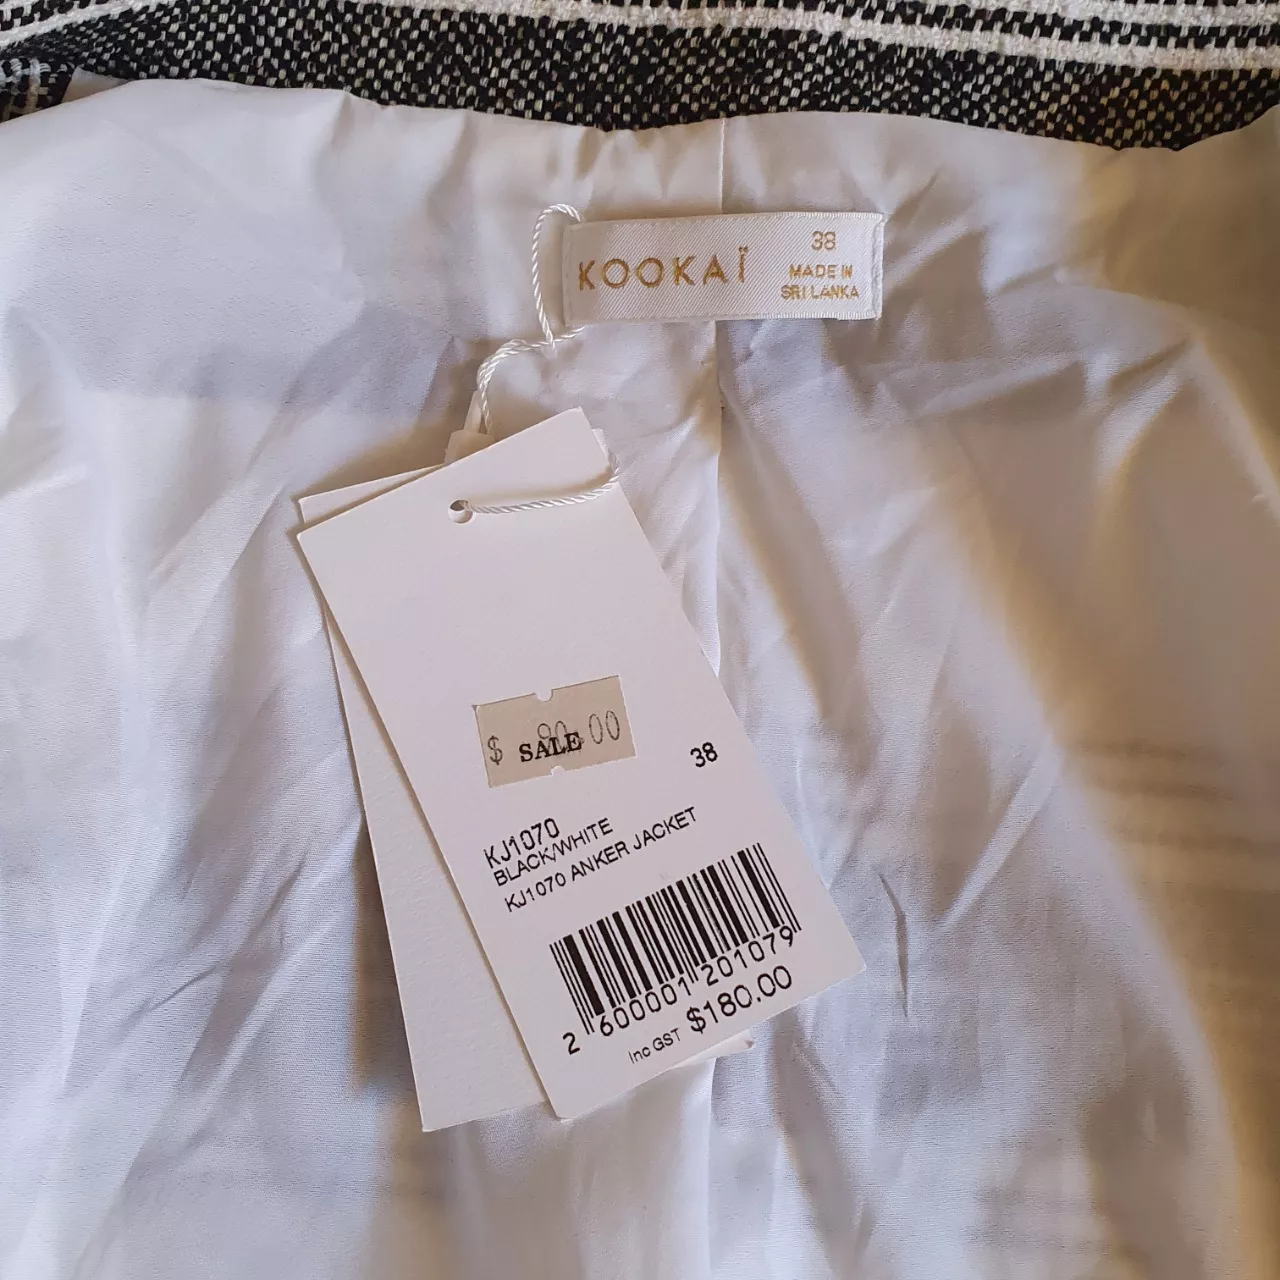 KOOKAÏ
38
MADE IN
SRI LANKA
$ 90.00
SALE
38
KJ1070
BLACK/WHITE
KJ1070 ANKER JACKET
2 600001 201079
Inc GST $180.00